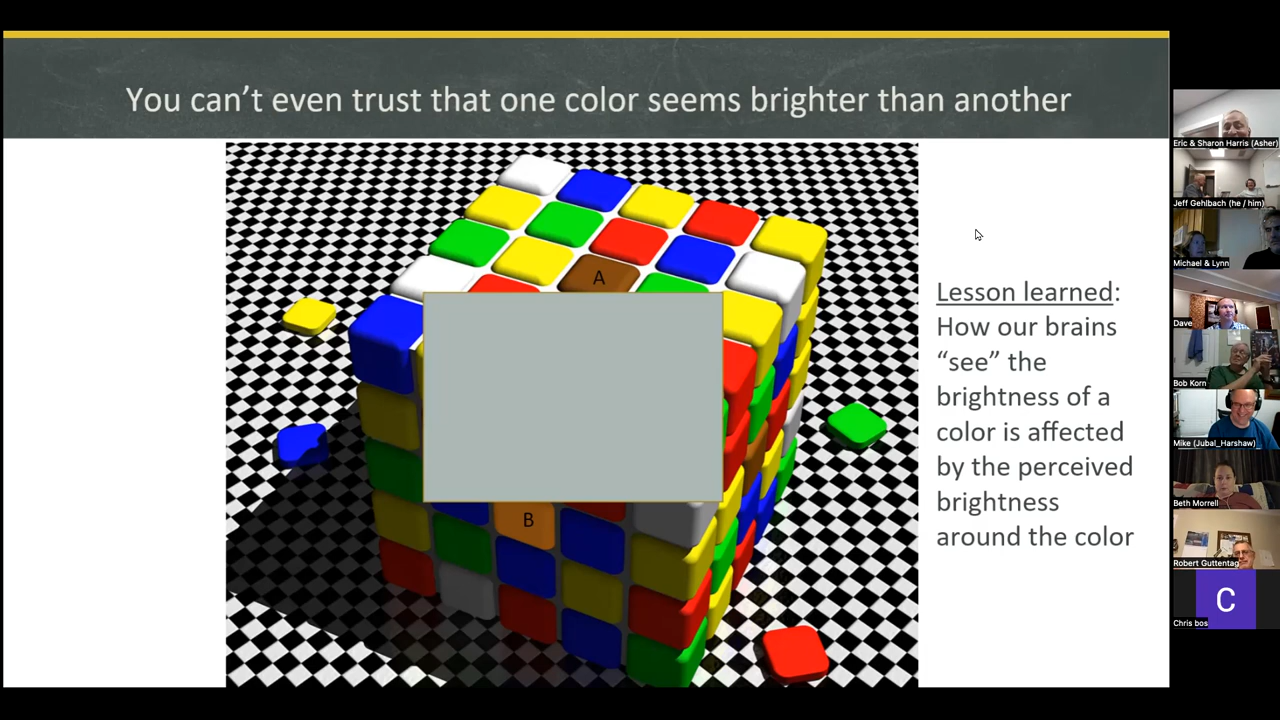 You can’t even trust that one color seems brighter than another
A
B
Lesson learned:
How our brains
“see” the
brightness of a
color is affected
by the perceived
brightness
around the color
Eric & Sharon Harris (Asher)
Jeff Gehlbach (he / him)
Michael & Lynn
Dave
Bob Korn
Mike (Jubal_Harshaw)
Beth Morrell
Robert Guttentag
C
Chris bos